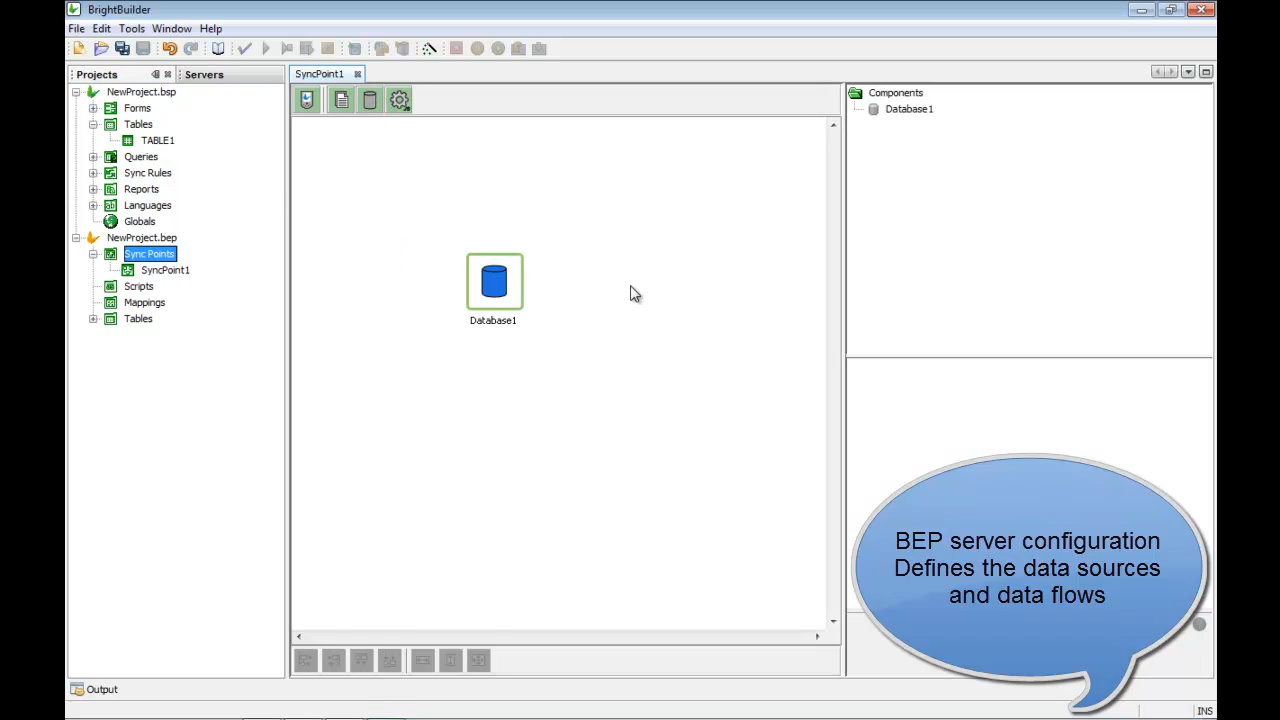 BrightBuilder
File Edit Tools Window Help
Projects
Servers
SyncPoint1
NewProject.bsp
Forms
Tables
TABLE1
Queries
Sync Rules
Reports
Languages
Globals
NewProject.bep
Sync Points
SyncPoint1
Scripts
Mappings
Tables
Database1
Components
Database1
BEP server configuration
Defines the data sources
and data flows
Output
INS